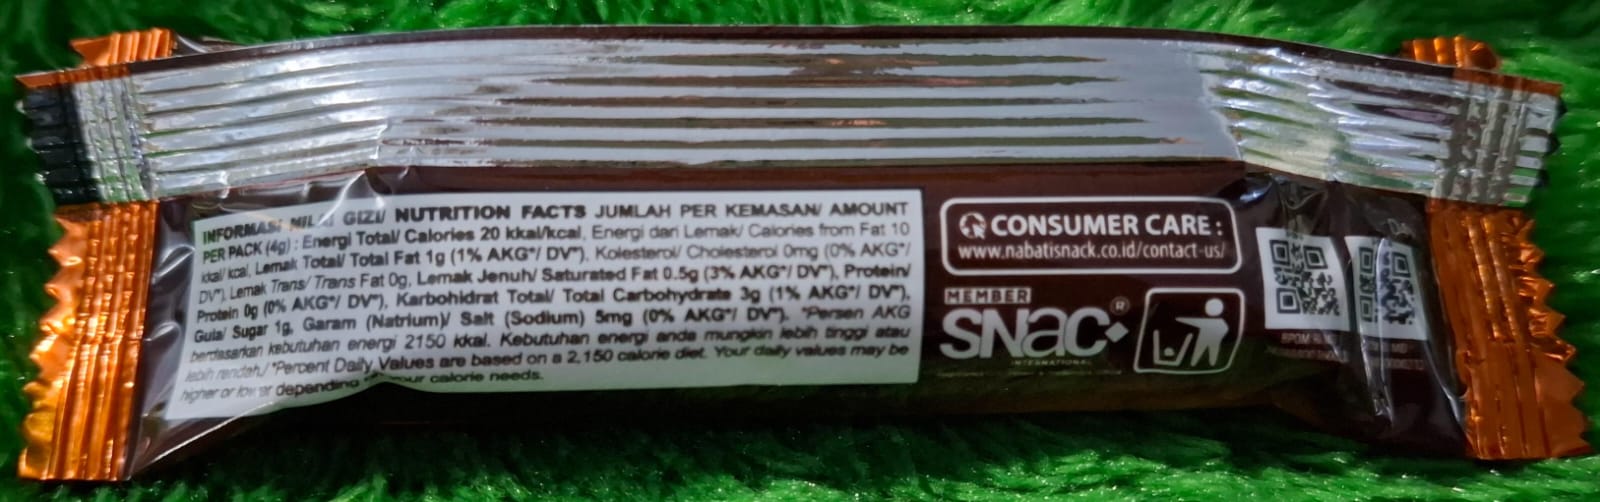 INFORMASI NILAI GIZI/ NUTRITION FACTS JUMLAH PER KEMASAN/ AMOUNT
PER PACK (4g) : Energi Total/ Calories 20 kkal/kcal, Energi dari Lemak/ Calories from Fat 10
kkal/ kcal, Lemak Total/ Total Fat 1g (1% AKG*/ DV*), Kolesterol/ Cholesterol 0mg (0% AKG*/
DV*), Lemak Trans/ Trans Fat 0g, Lemak Jenuh/ Saturated Fat 0.5g (3% AKG*/ DV*), Protein/
Protein 0g (0% AKG*/ DV*), Karbohidrat Total/ Total Carbohydrate 3g (1% AKG*/ DV*),
Gula/ Sugar 1g, Garam (Natrium)/ Salt (Sodium) 5mg (0% AKG*/ DV*). *Persen AKG
berdasarkan kebutuhan energi 2150 kkal. Kebutuhan energi anda mungkin lebih tinggi atau
lebih rendah./ *Percent Daily Values are based on a 2,150 calorie diet. Your daily values may be
higher or lower depending on your calorie needs.
CONSUMER CARE :
www.nabatisnack.co.id/contact-us/
MEMBER
SNAC ®
INTERNATIONAL
BPOM